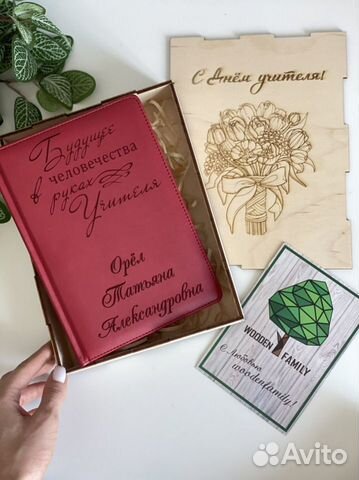 С Днём учителя!
Будущее
в человечества
руках
Учителя
Орёл
Татьяна
Александровна
WOODEN FAMILY
С Любовью,
woodenfamily!
Avito